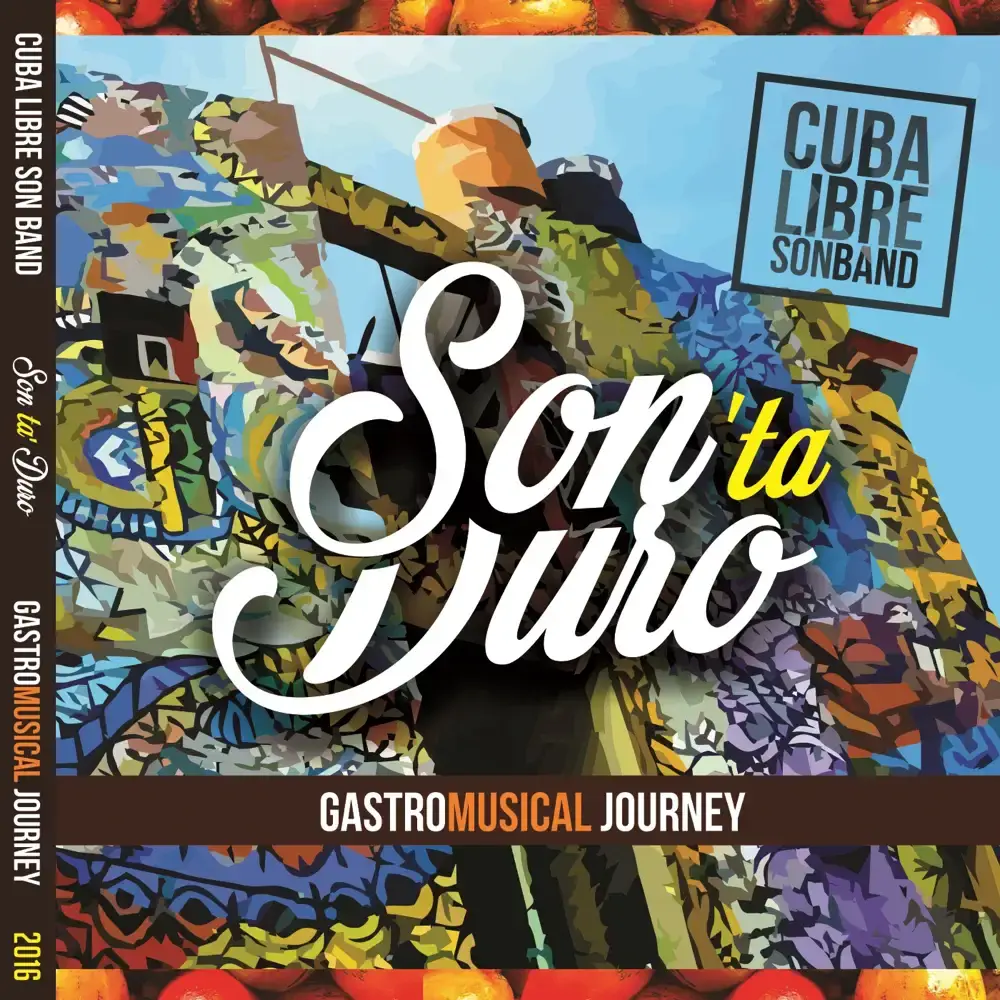 CUBA LIBRE SON BAND
Son ta' Duro
GASTROMUSICAL JOURNEY
2016
CUBA
LIBRE
SONBAND
Son 'ta
Duro
GASTROMUSICAL JOURNEY